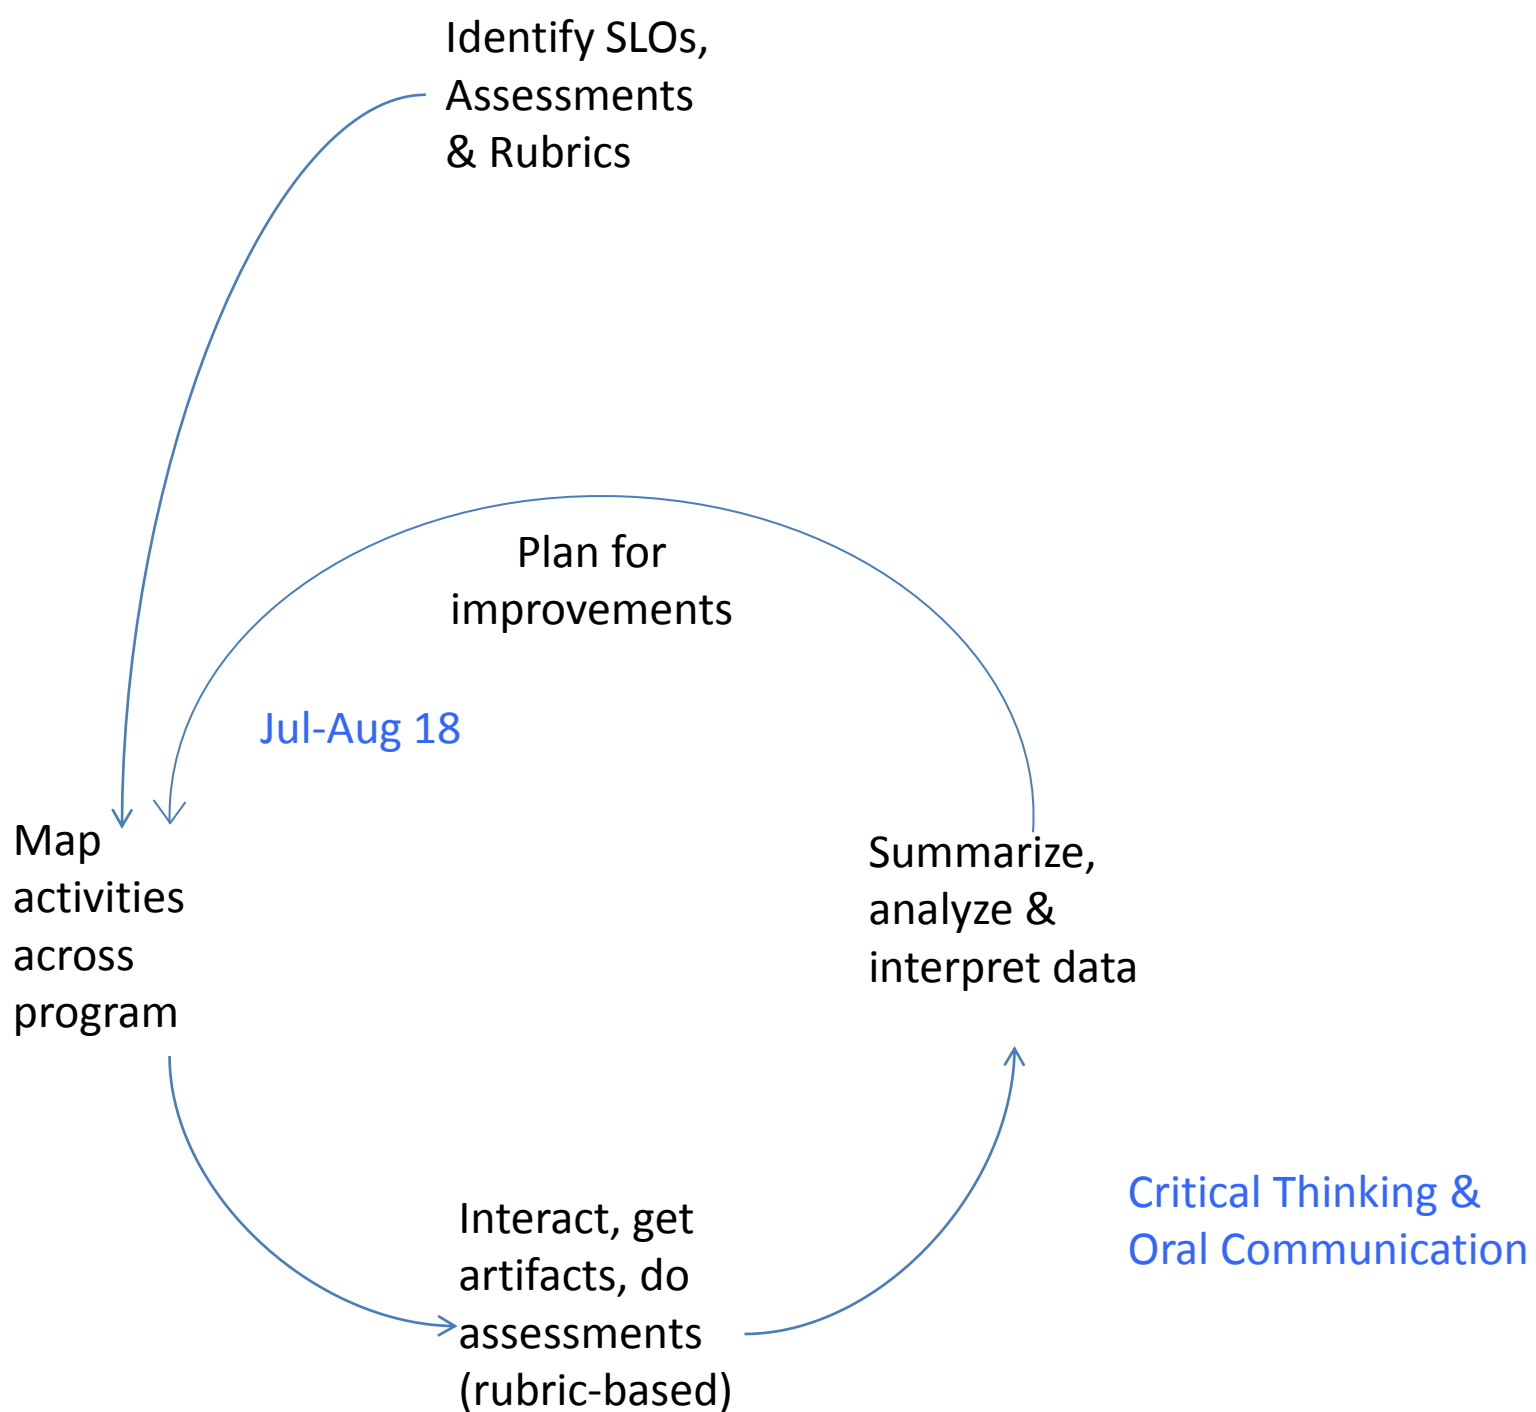 Identify SLOs,
Assessments
& Rubrics
Plan for
improvements
Jul-Aug 18
Map
activities
across
program
Summarize,
analyze &
interpret data
Interact, get
artifacts, do
assessments
(rubric-based)
Critical Thinking &
Oral Communication